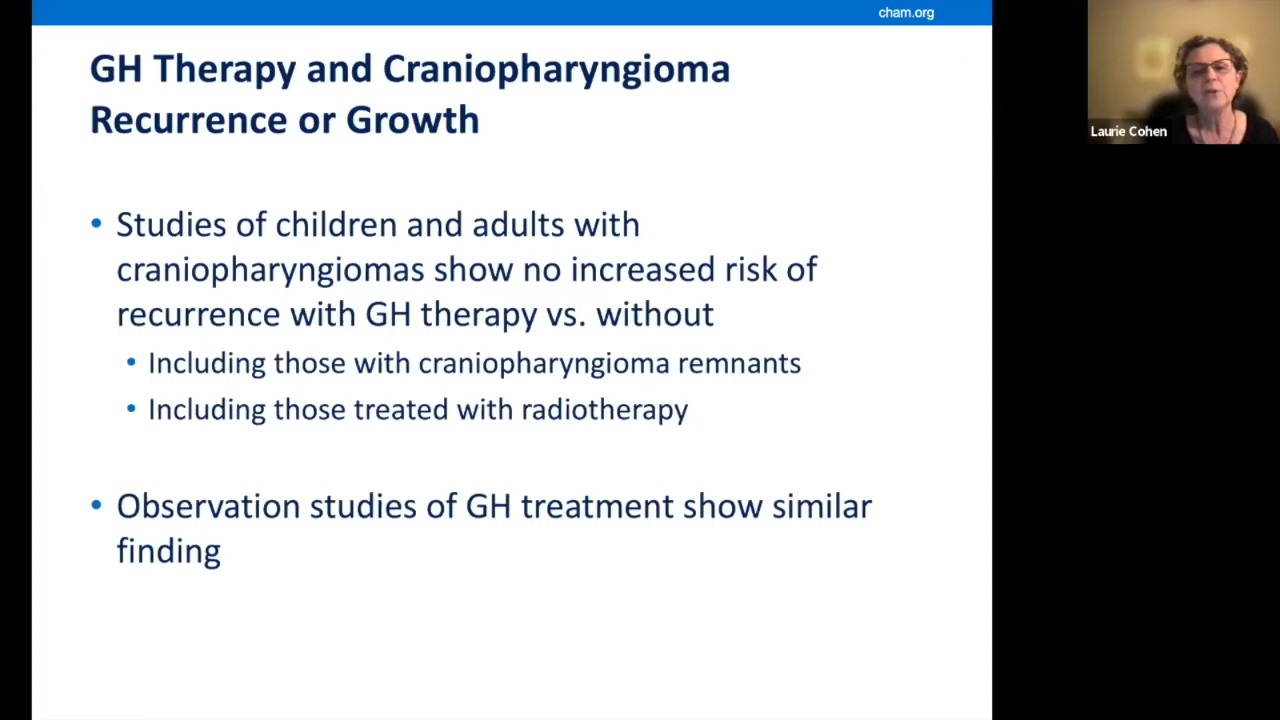 cham.org
GH Therapy and Craniopharyngioma
Recurrence or Growth
Laurie Cohen
• Studies of children and adults with
craniopharyngiomas show no increased risk of
recurrence with GH therapy vs. without
• Including those with craniopharyngioma remnants
• Including those treated with radiotherapy
• Observation studies of GH treatment show similar
finding